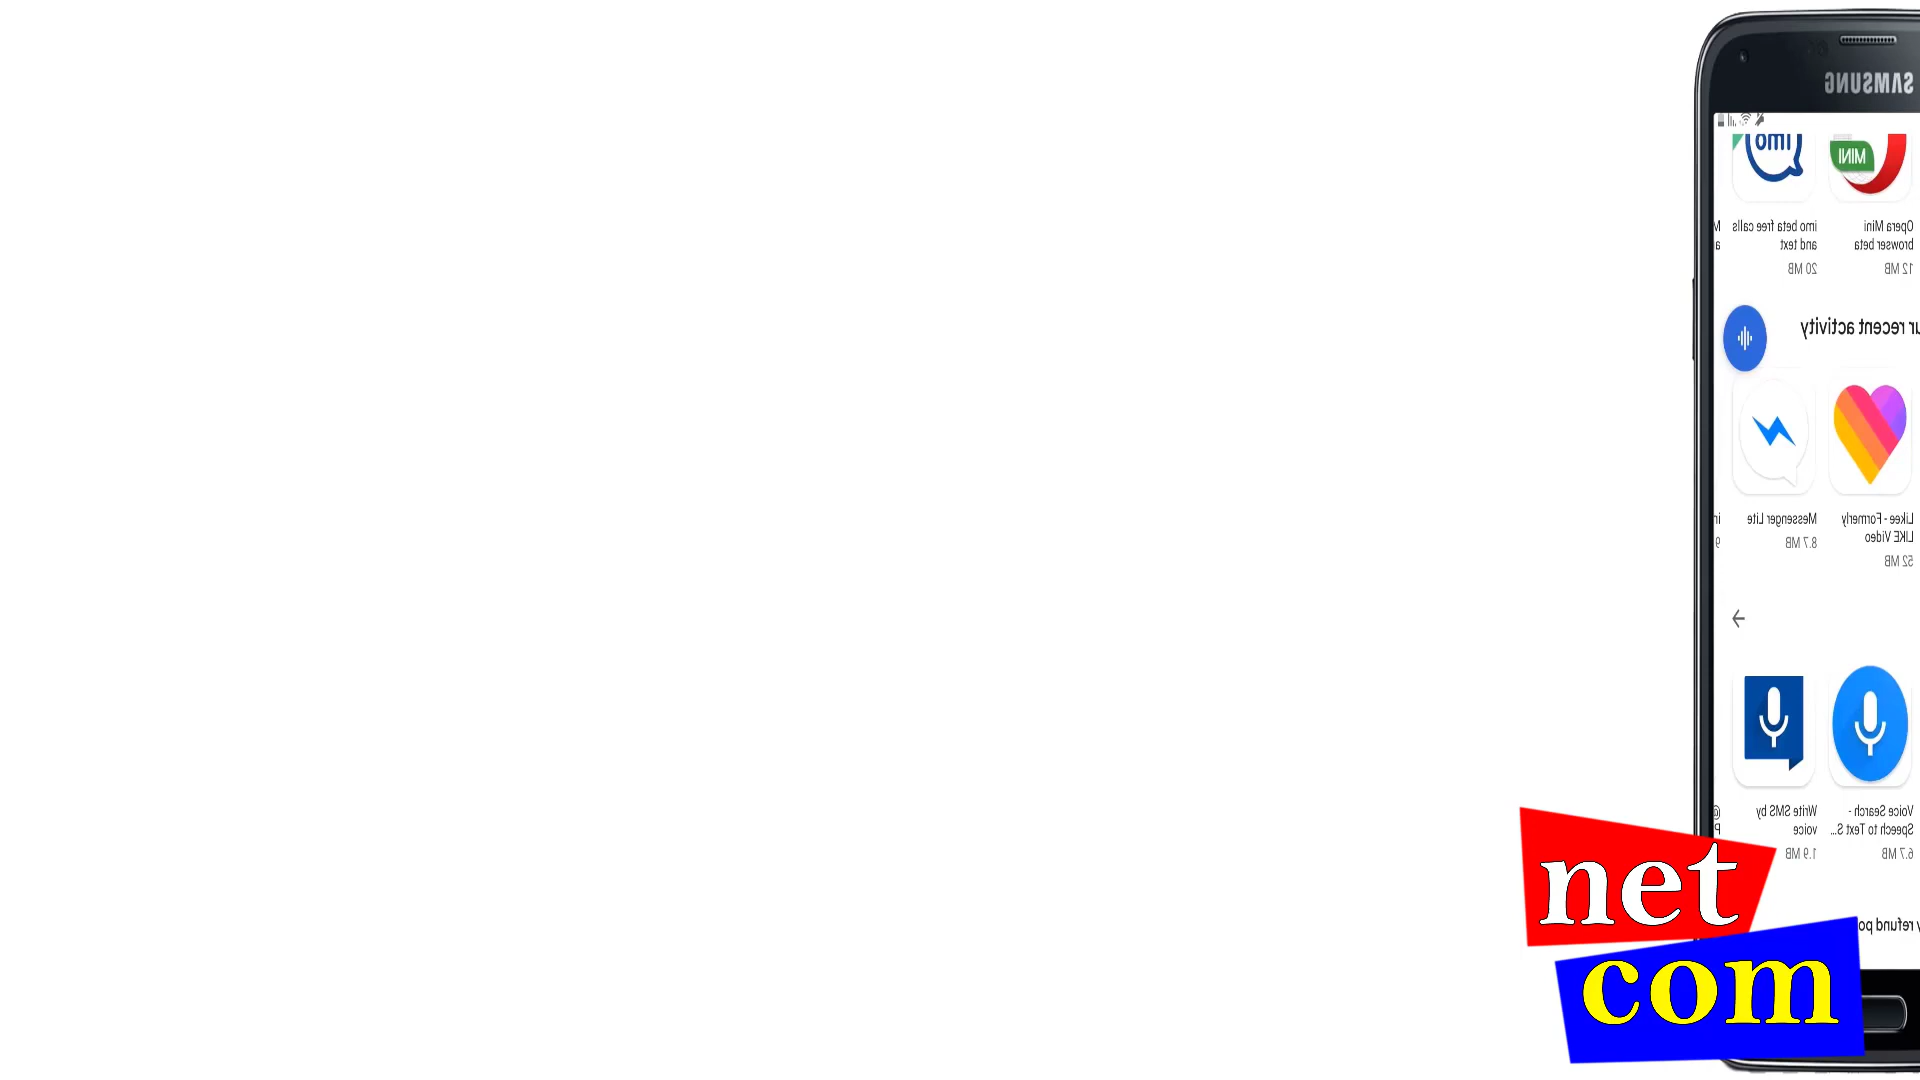 SAMSUNG
imo
MINI
imo beta free calls
and text
20 MB
Opera Mini
browser beta
12 MB
recent activity
Messenger Lite
8.7 MB
Likee - Formerly
LIKE Video
52 MB
Write SMS by
voice
1.9 MB
Voice Search -
Speech to Text S...
6.7 MB
refund
net
com